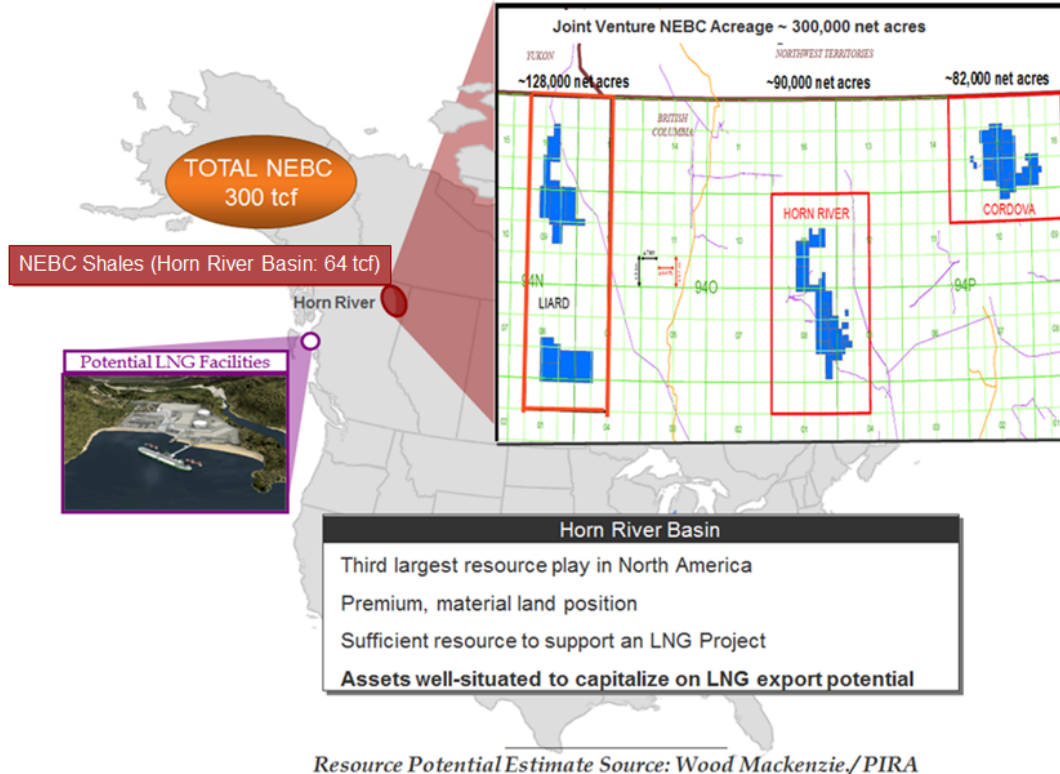 Joint Venture NEBC Acreage ~ 300,000 net acres
YUKON
NORTHWEST TERRITORIES
~128,000 net acres
~90,000 net acres
~82,000 net acres
BRITISH
COLUMBIA
TOTAL NEBC
300 tcf
HORN RIVER
CORDOVA
NEBC Shales (Horn River Basin: 64 tcf)
Horn River
94N
94O
94P
LIARD
Potential LNG Facilities
Horn River Basin
Third largest resource play in North America
Premium, material land position
Sufficient resource to support an LNG Project
Assets well-situated to capitalize on LNG export potential
Resource Potential Estimate Source: Wood Mackenzie./PIRA